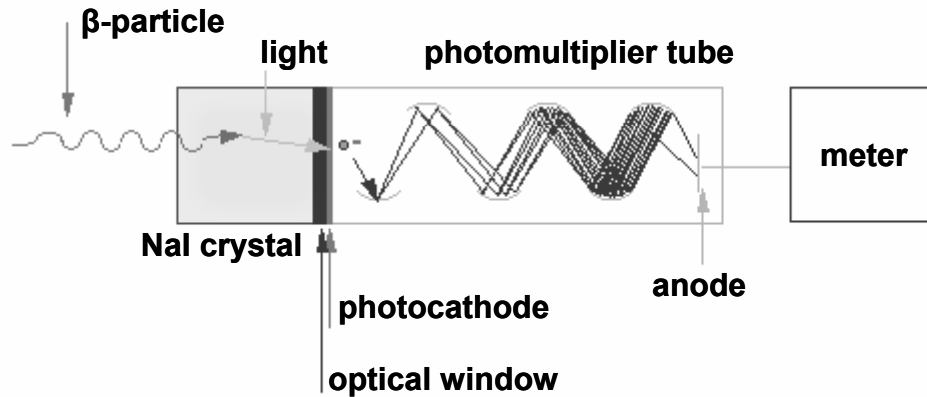 β-particle
light
photomultiplier tube
meter
NaI crystal
anode
photocathode
optical window